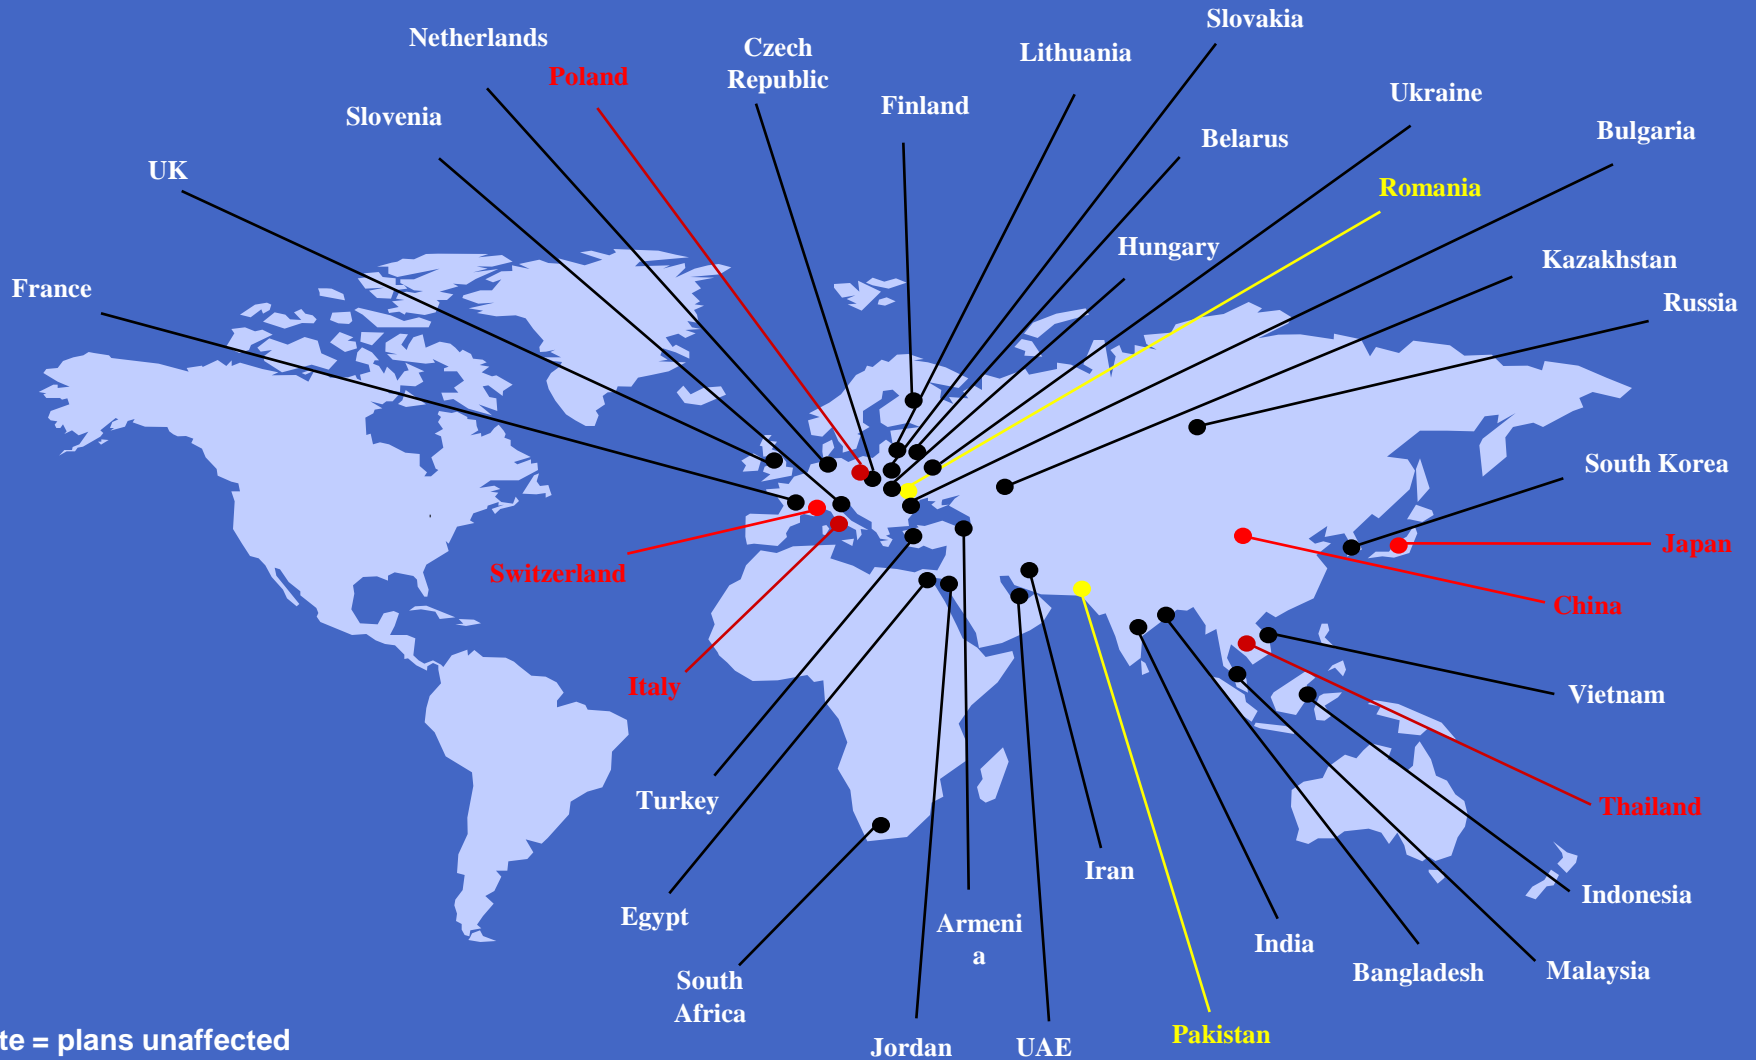 Slovakia
Netherlands
Czech
Republic
Lithuania
Poland
Finland
Ukraine
Slovenia
Belarus
Bulgaria
UK
Romania
Hungary
Kazakhstan
France
Russia
South Korea
Japan
Switzerland
China
Italy
Vietnam
Turkey
Thailand
Iran
Indonesia
Egypt
Armeni
a
India
Bangladesh
Malaysia
South
Africa
Pakistan
te = plans unaffected
Jordan
UAE